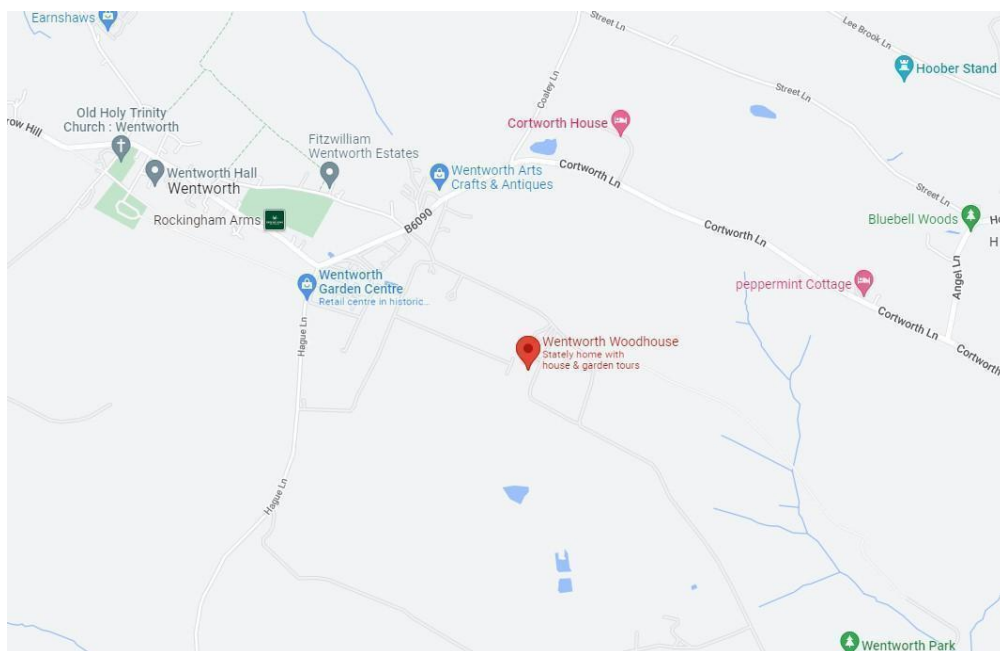 Earnshaws
Street Ln
Lee Brook Ln
Hoober Stand
Coaley Ln
Street Ln
Old Holy Trinity
Church : Wentworth
row Hill
Cortworth House
Fitzwilliam
Wentworth Estates
Wentworth Hall
Wentworth
Wentworth Arts
Crafts & Antiques
Cortworth Ln
Street Ln
Rockingham Arms
B6090
Cortworth Ln
Bluebell Woods
Ho
H
Wentworth
Garden Centre
Retail centre in historic...
peppermint Cottage
Angel Ln
Hague Ln
Cortworth Ln
Wentworth Woodhouse
Stately home with
house & garden tours
Cortworth
Hague Ln
Wentworth Park